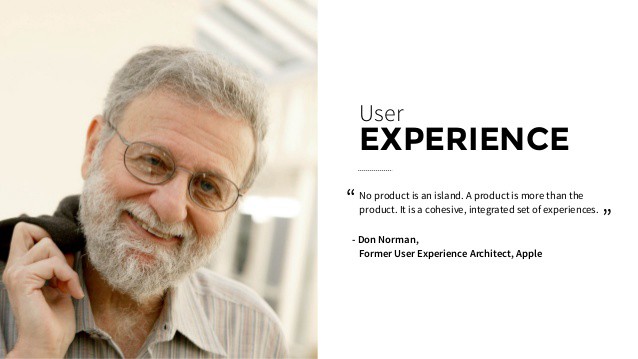 User
EXPERIENCE
“ No product is an island. A product is more than the
product. It is a cohesive, integrated set of experiences. ”
- Don Norman,
Former User Experience Architect, Apple